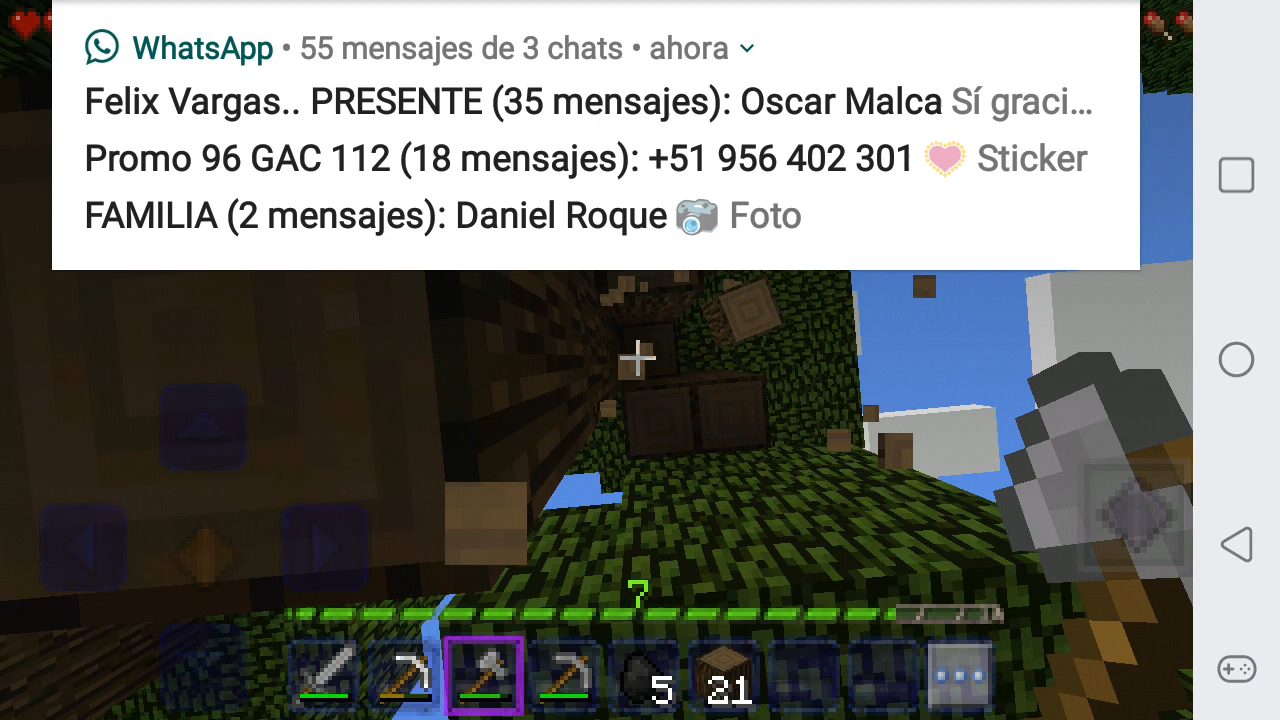 WhatsApp • 55 mensajes de 3 chats • ahora
Felix Vargas.. PRESENTE (35 mensajes): Oscar Malca Sí graci...
Promo 96 GAC 112 (18 mensajes): +51 956 402 301 Sticker
FAMILIA (2 mensajes): Daniel Roque Foto
7
5 21